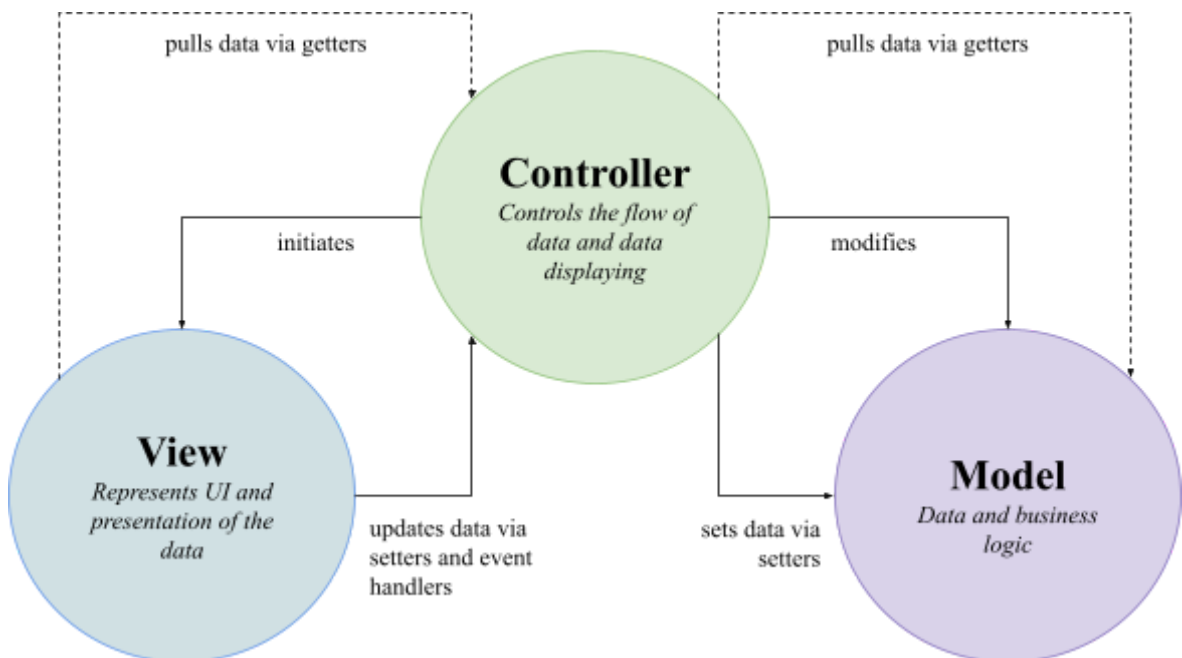 pulls data via getters
pulls data via getters
Controller
Controls the flow of
data and data
displaying
initiates
modifies
View
Represents UI and
presentation of the
data
updates data via
setters and event
handlers
sets data via
setters
Model
Data and business
logic